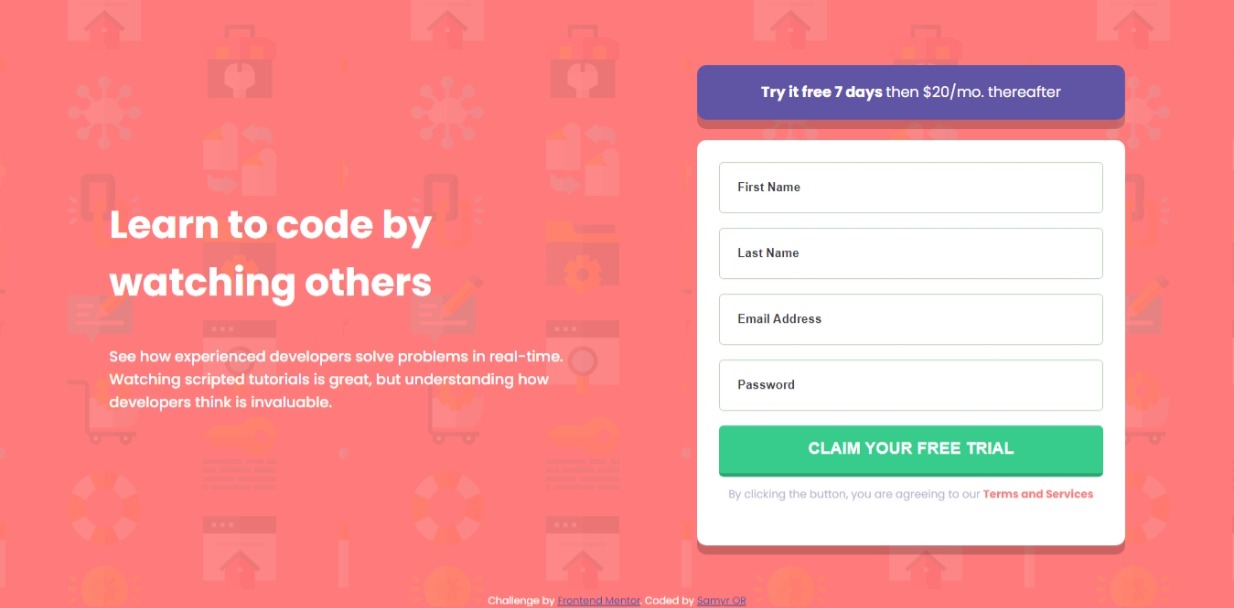 Learn to code by
watching others
See how experienced developers solve problems in real-time.
Watching scripted tutorials is great, but understanding how
developers think is invaluable.
Try it free 7 days then $20/mo. thereafter
First Name
Last Name
Email Address
Password
CLAIM YOUR FREE TRIAL
By clicking the button, you are agreeing to our Terms and Services
Challenge by Frontend Mentor. Coded by Samyr OR